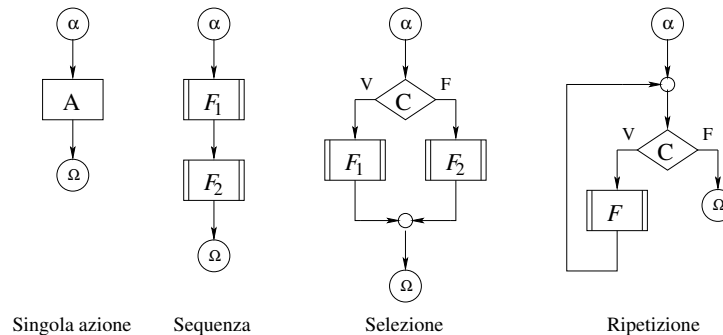 α
α
α
α
V
F
A
F1
C
V
F
C
F1
F2
F2
F
Ω
Ω
Ω
Ω
Singola azione
Sequenza
Selezione
Ripetizione